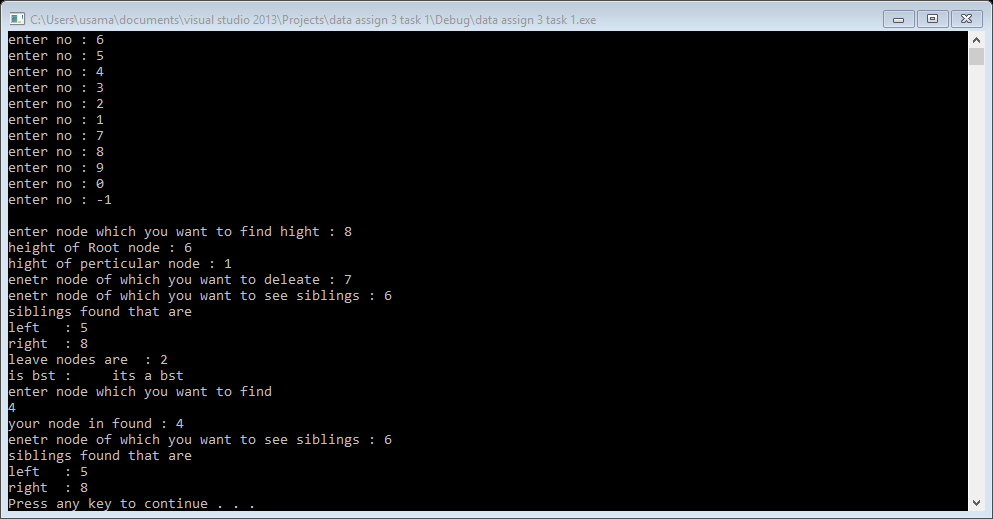 C:\Users\usama\documents\visual studio 2013\Projects\data assign 3 task 1\Debug\data assign 3 task 1.exe
enter no : 6
enter no : 5
enter no : 4
enter no : 3
enter no : 2
enter no : 1
enter no : 7
enter no : 8
enter no : 9
enter no : 0
enter no : -1
enter node which you want to find hight : 8
height of Root node : 6
hight of perticular node : 1
enetr node of which you want to deleate : 7
enetr node of which you want to see siblings : 6
siblings found that are
left   : 5
right  : 8
leave nodes are  : 2
is bst :     its a bst
enter node which you want to find
4
your node in found : 4
enetr node of which you want to see siblings : 6
siblings found that are
left   : 5
right  : 8
Press any key to continue . . .